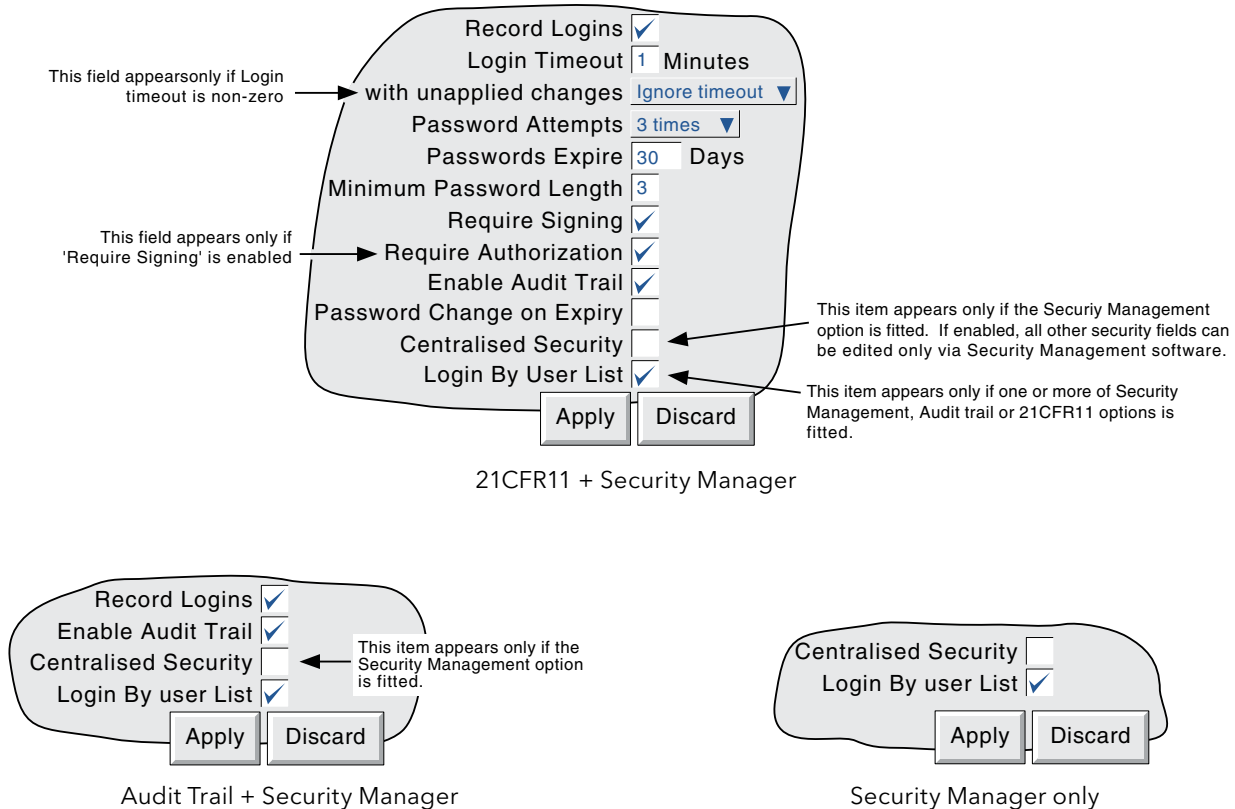 Record Logins
Login Timeout 1 Minutes
This field appearsonly if Login
timeout is non-zero
with unapplied changes Ignore timeout
Password Attempts 3 times
Passwords Expire 30 Days
Minimum Password Length 3
Require Signing
This field appears only if
'Require Signing' is enabled
Require Authorization
Enable Audit Trail
Password Change on Expiry
Centralised Security
This item appears only if the Securiy Management
option is fitted. If enabled, all other security fields can
be edited only via Security Management software.
Login By User List
This item appears only if one or more of Security
Management, Audit trail or 21CFR11 options is
fitted.
Apply Discard
21CFR11 + Security Manager
Record Logins
Enable Audit Trail
Centralised Security
This item appears only if the
Security Management option
is fitted.
Login By user List
Apply Discard
Audit Trail + Security Manager
Centralised Security
Login By user List
Apply Discard
Security Manager only